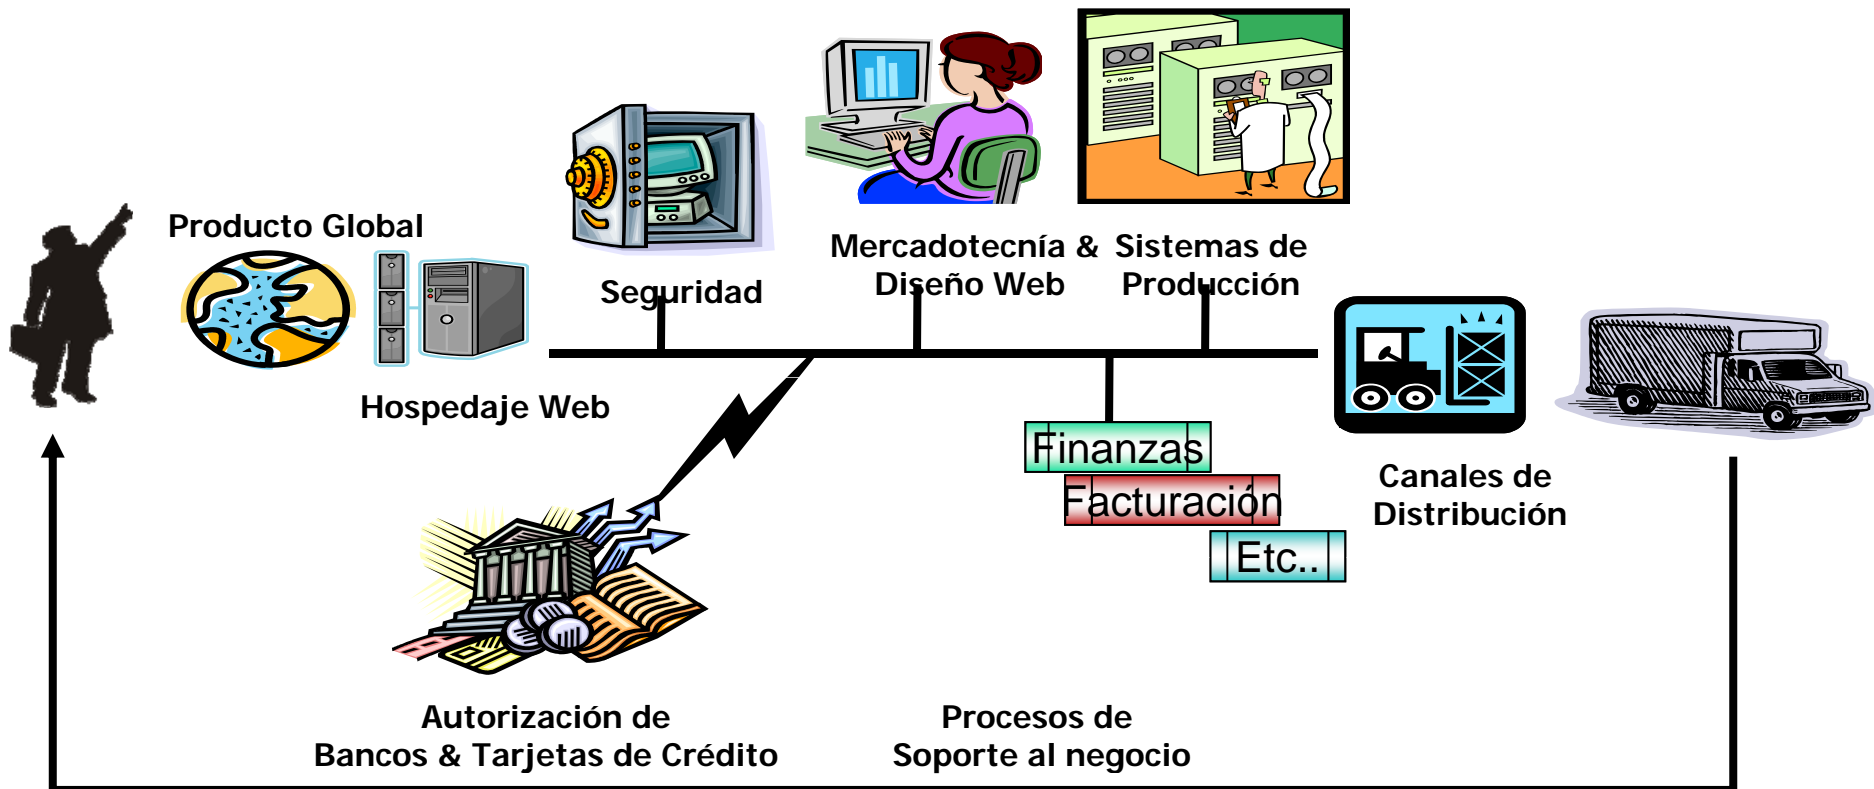 Producto Global
Hospedaje Web
Seguridad
Mercadotecnía &
Diseño Web
Sistemas de
Producción
Finanzas
Facturación
Etc..
Canales de
Distribución
Autorización de
Bancos & Tarjetas de Crédito
Procesos de
Soporte al negocio